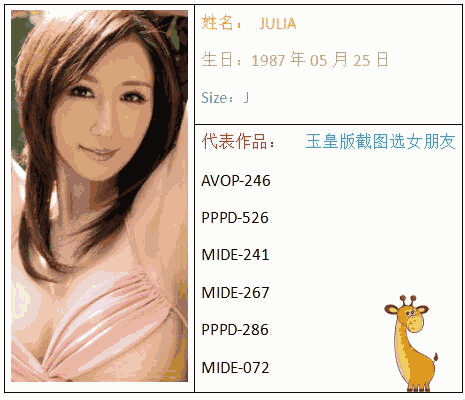 姓名： JULIA
生日：1987 年 05 月 25 日
Size：J
代表作品： 玉皇版截图选女朋友
AVOP-246
PPPD-526
MIDE-241
MIDE-267
PPPD-286
MIDE-072